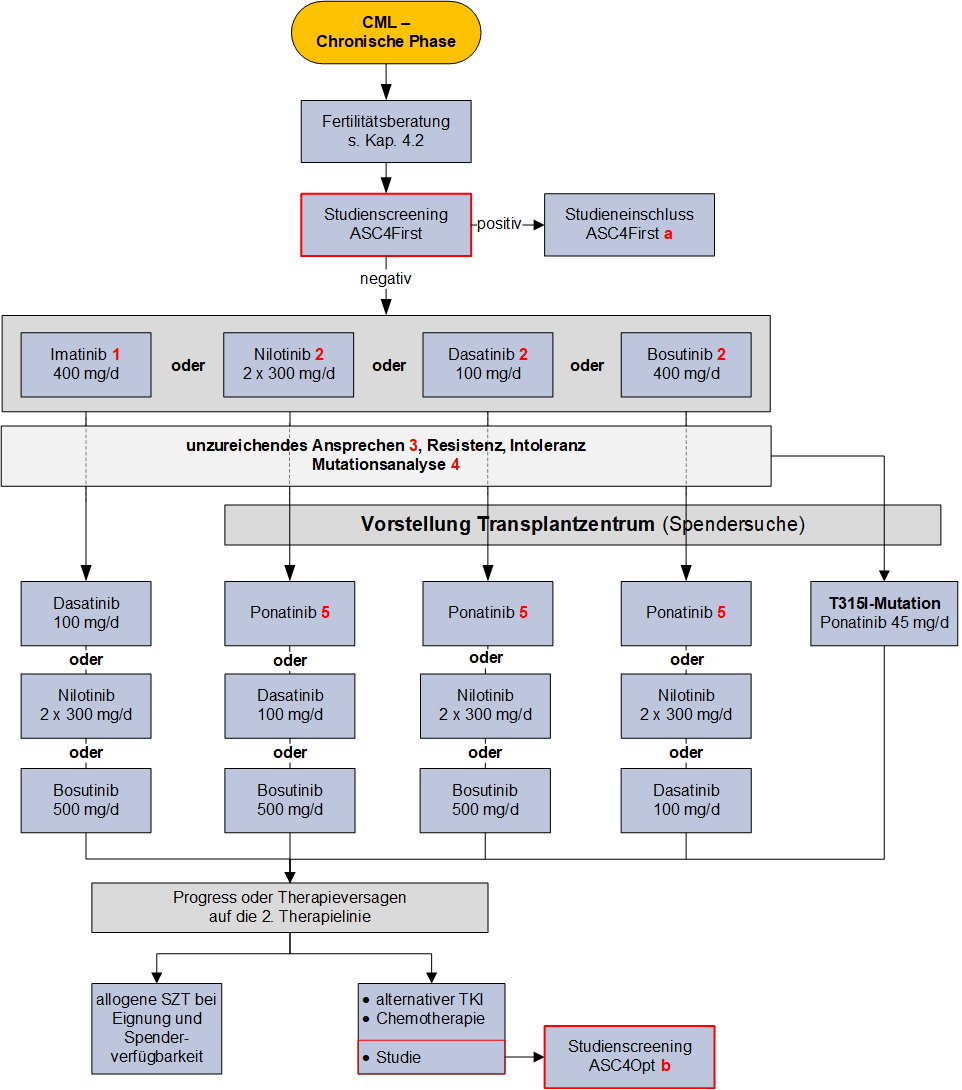 CML –
Chronische Phase
Fertilitätsberatung
s. Kap. 4.2
Studienscreening
ASC4First
positiv
Studieneinschluss
ASC4First a
negativ
Imatinib 1
400 mg/d
oder
Nilotinib 2
2 x 300 mg/d
oder
Dasatinib 2
100 mg/d
oder
Bosutinib 2
400 mg/d
unzureichendes Ansprechen 3, Resistenz, Intoleranz
Mutationsanalyse 4
Vorstellung Transplantzentrum (Spendersuche)
Dasatinib
100 mg/d
oder
Nilotinib
2 x 300 mg/d
oder
Bosutinib
500 mg/d
Ponatinib 5
oder
Dasatinib
100 mg/d
oder
Bosutinib
500 mg/d
Ponatinib 5
oder
Nilotinib
2 x 300 mg/d
oder
Bosutinib
500 mg/d
Ponatinib 5
oder
Nilotinib
2 x 300 mg/d
oder
Dasatinib
100 mg/d
T315I-Mutation
Ponatinib 45 mg/d
Progress oder Therapieversagen
auf die 2. Therapielinie
allogene SZT bei
Eignung und
Spender-
verfügbarkeit
• alternativer TKI
• Chemotherapie
• Studie
Studienscreening
ASC4Opt b